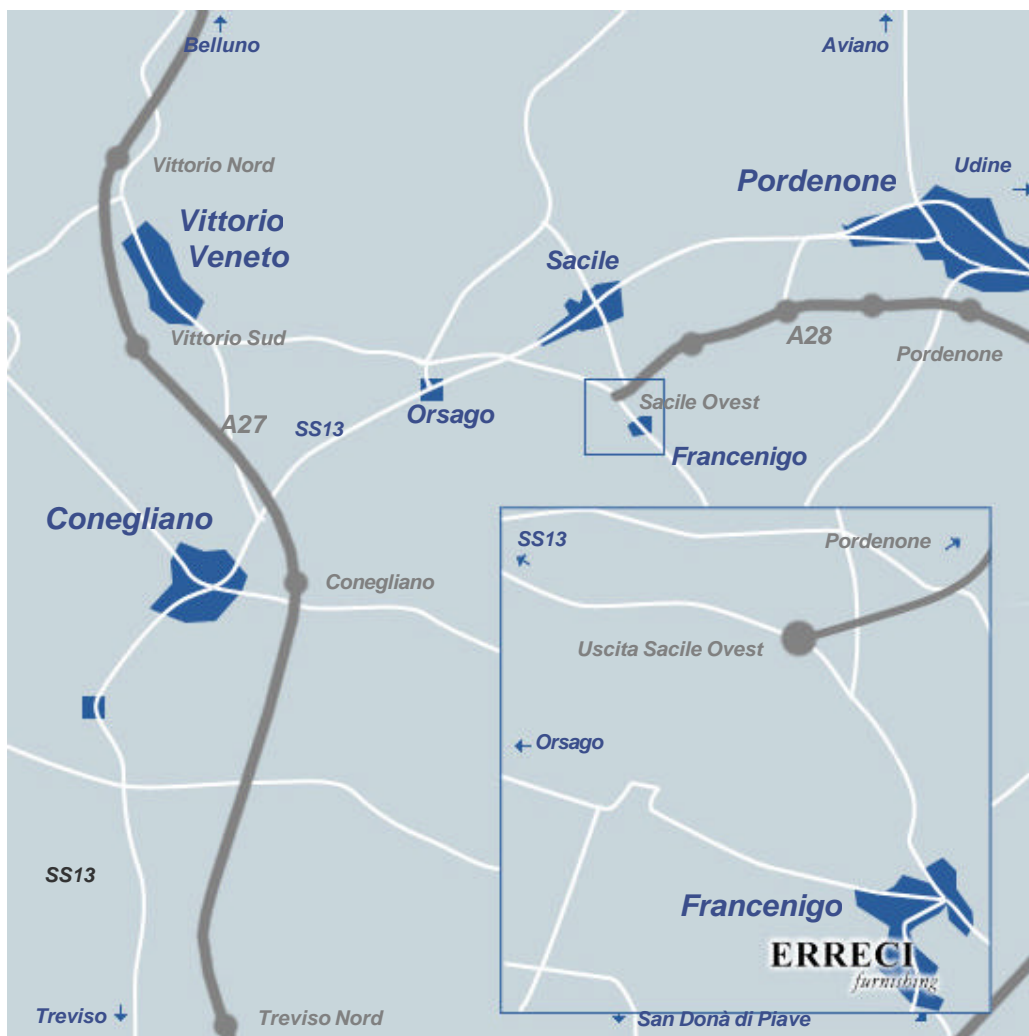 Belluno
Aviano
Vittorio Nord
Pordenone
Udine
Vittorio
Veneto
Sacile
Vittorio Sud
A28
Pordenone
Orsago
Sacile Ovest
A27
SS13
Francenigo
Conegliano
SS13
Pordenone
Conegliano
Uscita Sacile Ovest
Orsago
SS13
Francenigo
ERRECI
furnishing
Treviso
Treviso Nord
San Donà di Piave